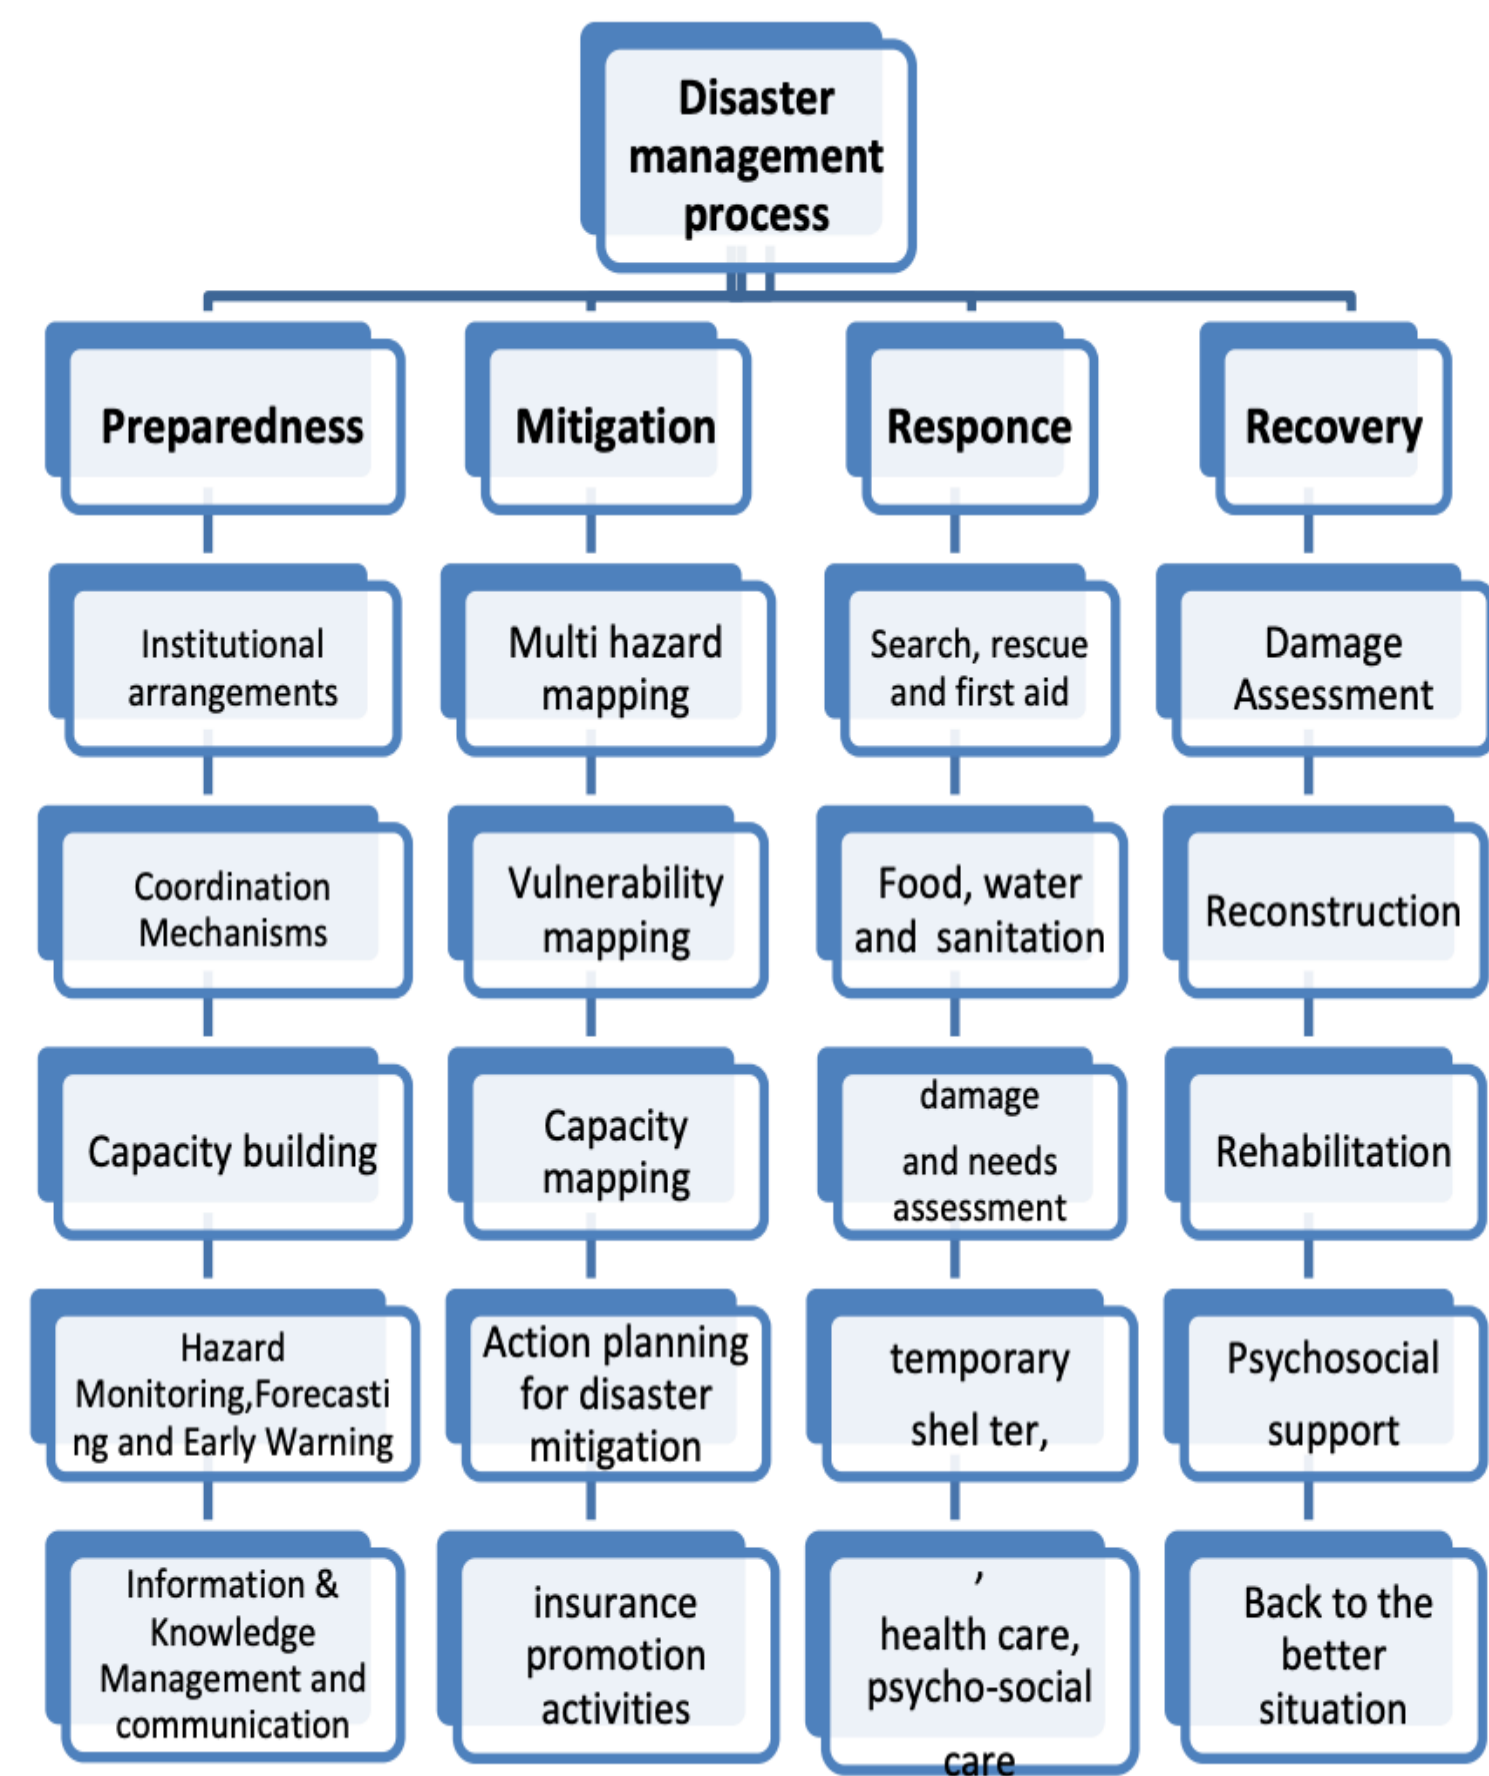 Disaster
management
process
Preparedness
Mitigation
Responce
Recovery
Institutional
arrangements
Multi hazard
mapping
Search, rescue
and first aid
Damage
Assessment
Coordination
Mechanisms
Vulnerability
mapping
Food, water
and  sanitation
Reconstruction
Capacity building
Capacity
mapping
damage
and needs
assessment
Rehabilitation
Hazard
Monitoring,Forecasti
ng and Early Warning
Action planning
for disaster
mitigation
temporary
shel ter,
Psychosocial
support
Information &
Knowledge
Management and
communication
insurance
promotion
activities
,
health care,
psycho-social
care
Back to the
better
situation